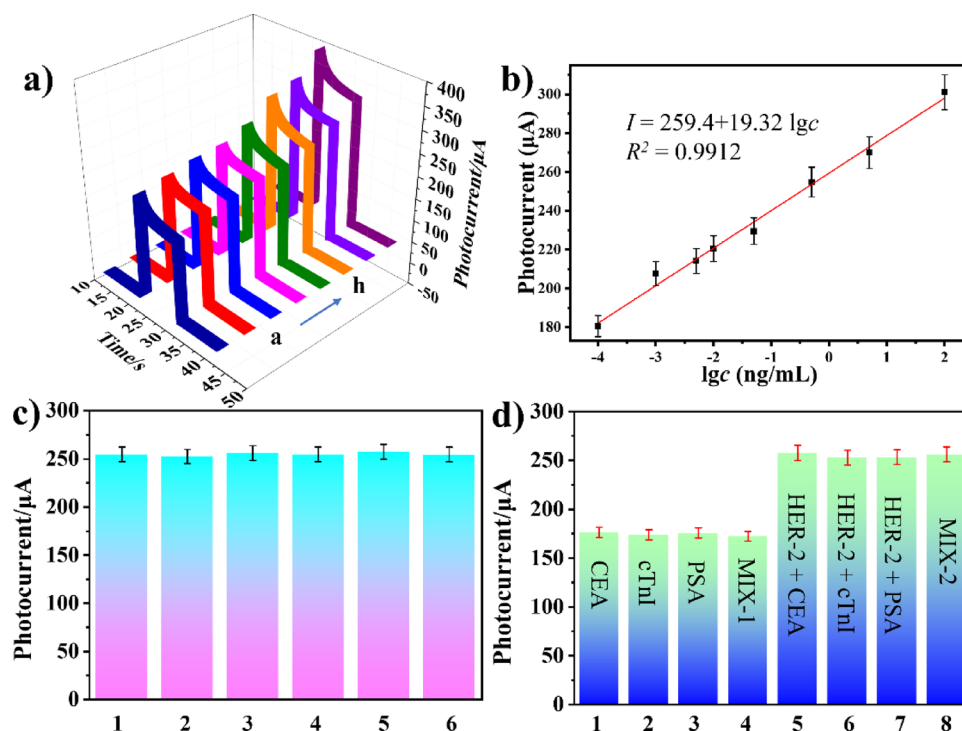 a)
400
350
300
250
200
150
100
50
0
-50
Photocurrent/μA
10
15
20
25
30
35
40
45
50
Time/s
a
h
b)
I = 259.4+19.32 lgc
R² = 0.9912
300
280
260
240
220
200
180
Photocurrent (μA)
-4
-3
-2
-1
0
1
2
lgc (ng/mL)
c)
300
250
200
150
100
50
0
Photocurrent/μA
1
2
3
4
5
6
d)
300
250
200
150
100
50
0
Photocurrent/μA
CEA
cTnI
PSA
MIX-1
HER-2 + CEA
HER-2 + cTnI
HER-2 + PSA
MIX-2
1
2
3
4
5
6
7
8